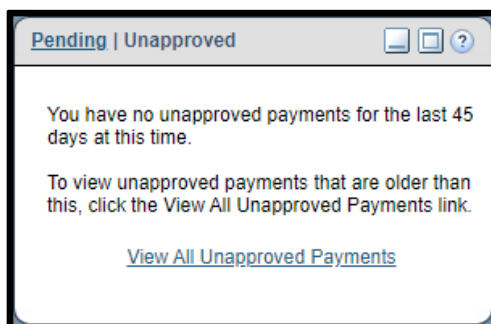 Pending | Unapproved
?
You have no unapproved payments for the last 45
days at this time.
To view unapproved payments that are older than
this, click the View All Unapproved Payments link.
View All Unapproved Payments